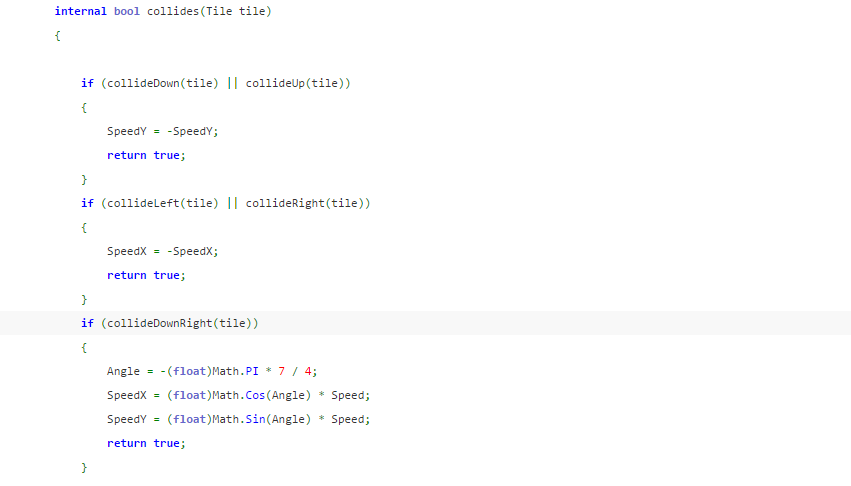 internal bool collides(Tile tile)
{
if (collideDown(tile) || collideUp(tile))
{
SpeedY = -SpeedY;
return true;
}
if (collideLeft(tile) || collideRight(tile))
{
SpeedX = -SpeedX;
return true;
}
if (collideDownRight(tile))
{
Angle = -(float)Math.PI * 7 / 4;
SpeedX = (float)Math.Cos(Angle) * Speed;
SpeedY = (float)Math.Sin(Angle) * Speed;
return true;
}